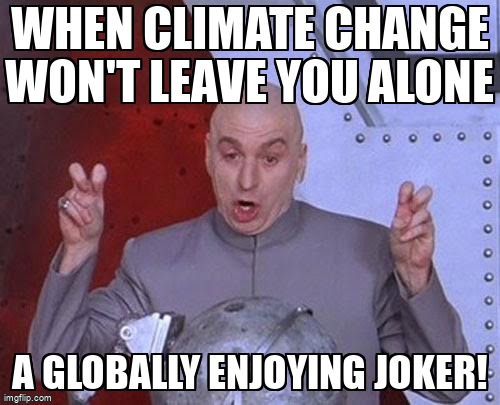 WHEN CLIMATE CHANGE
WON'T LEAVE YOU ALONE
A GLOBALLY ENJOYING JOKER!
imgflip.com